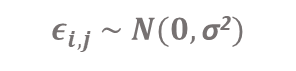 ϵᵢ,ⱼ ~ N(0, σ²)